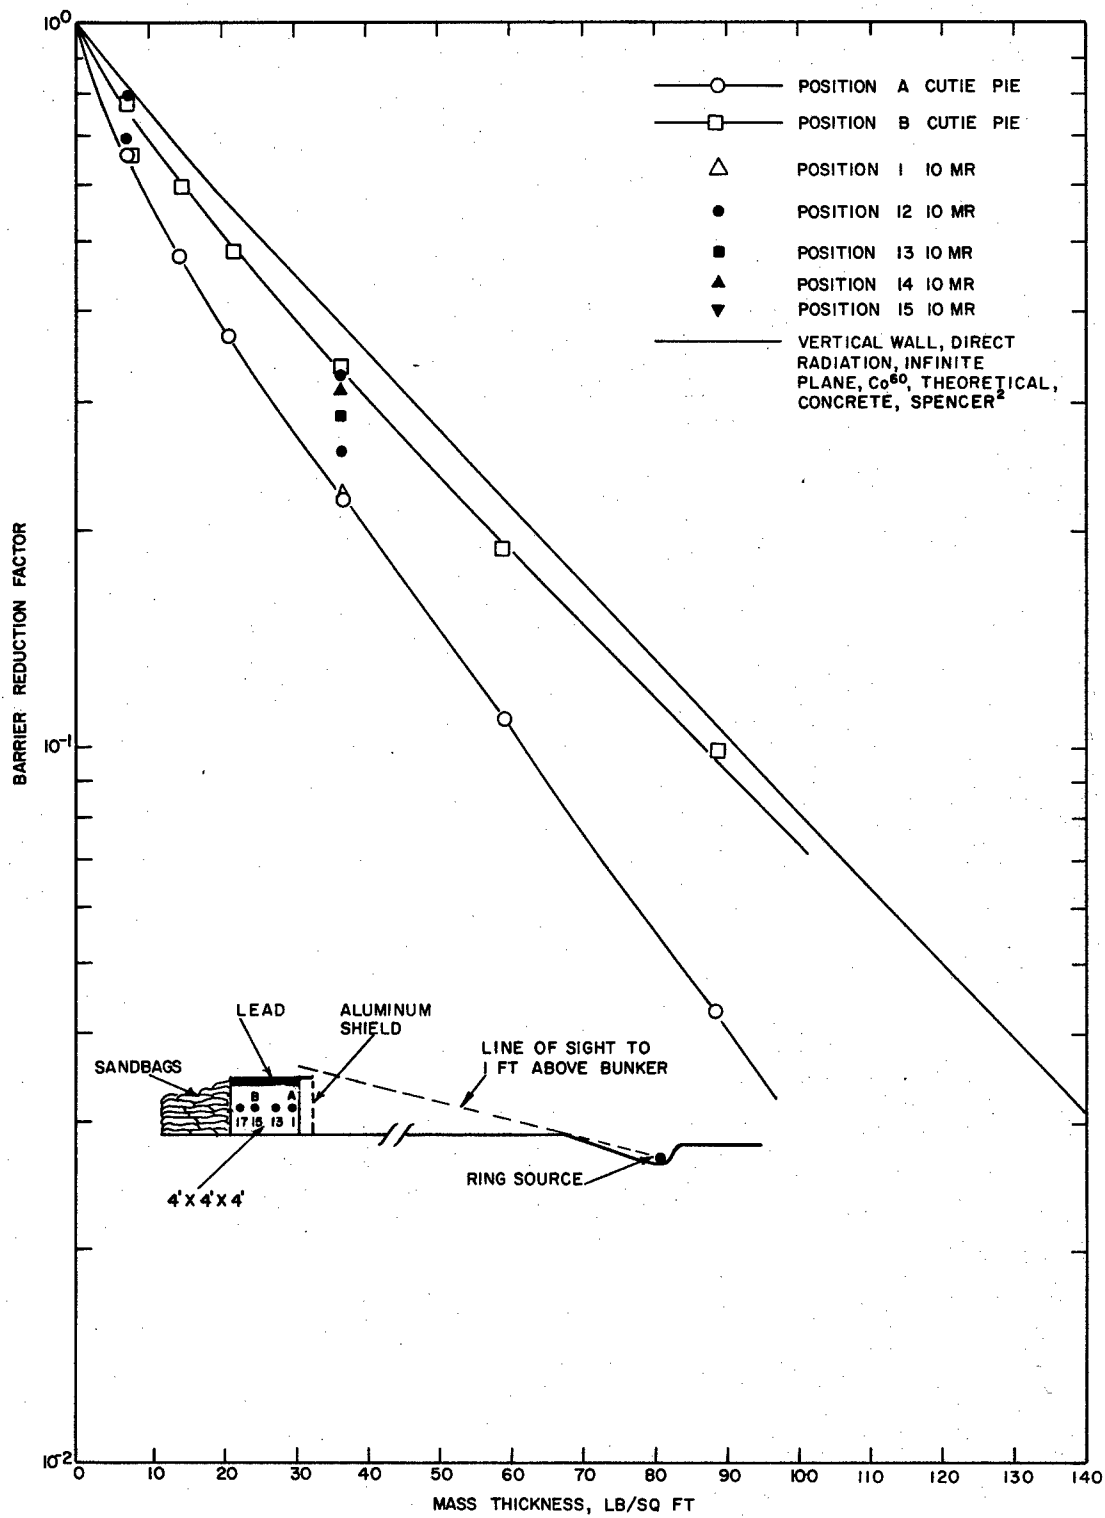 10⁰
POSITION A CUTIE PIE
POSITION B CUTIE PIE
POSITION 1 10 MR
POSITION 12 10 MR
POSITION 13 10 MR
POSITION 14 10 MR
POSITION 15 10 MR
VERTICAL WALL, DIRECT
RADIATION, INFINITE
PLANE, Co⁶⁰, THEORETICAL,
CONCRETE, SPENCER²
BARRIER REDUCTION FACTOR
10⁻¹
LEAD
ALUMINUM
SHIELD
SANDBAGS
LINE OF SIGHT TO
1 FT ABOVE BUNKER
B A
17 15 13 1
RING SOURCE
4' X 4' X 4'
10⁻²
0 10 20 30 40 50 60 70 80 90 100 110 120 130 140
MASS THICKNESS, LB/SQ FT